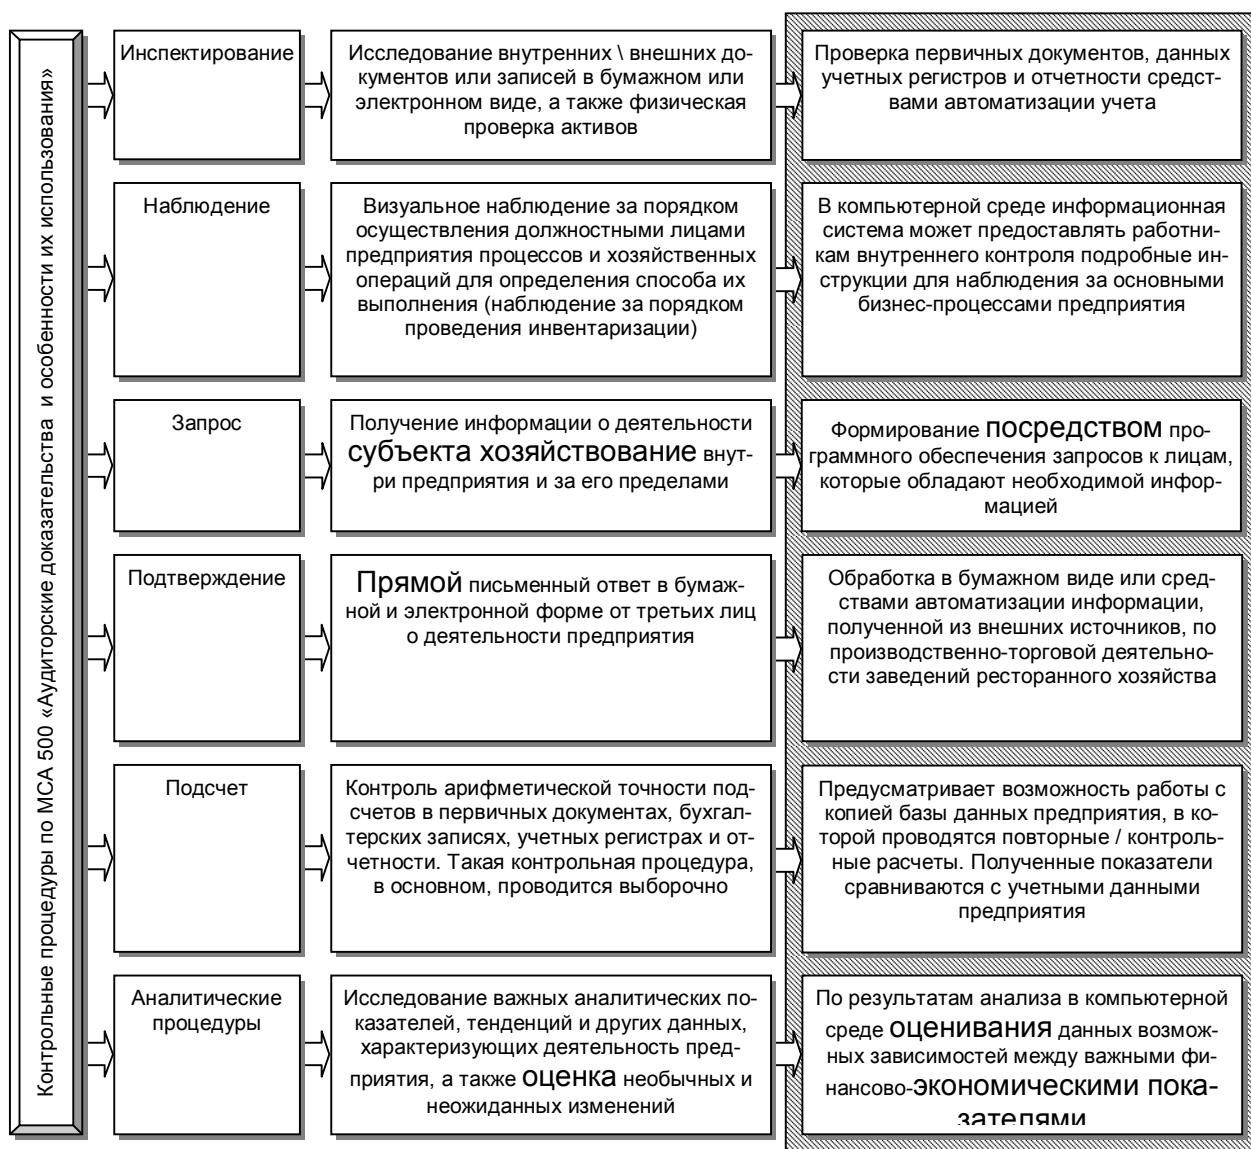 Контрольные процедуры по МСА 500 «Аудиторские доказательства и особенности их использования»
Инспектирование
Исследование внутренних \ внешних до-
кументов или записей в бумажном или
электронном виде, а также физическая
проверка активов
Проверка первичных документов, данных
учетных регистров и отчетности средст-
вами автоматизации учета
Наблюдение
Визуальное наблюдение за порядком
осуществления должностными лицами
предприятия процессов и хозяйственных
операций для определения способа их
выполнения (наблюдение за порядком
проведения инвентаризации)
В компьютерной среде информационная
система может предоставлять работни-
кам внутреннего контроля подробные ин-
струкции для наблюдения за основными
бизнес-процессами предприятия
Запрос
Получение информации о деятельности
субъекта хозяйствование внут-
ри предприятия и за его пределами
Формирование посредством про-
граммного обеспечения запросов к лицам,
которые обладают необходимой инфор-
мацией
Подтверждение
Прямой письменный ответ в бумаж-
ной и электронной форме от третьих лиц
о деятельности предприятия
Обработка в бумажном виде или сред-
ствами автоматизации информации,
полученной из внешних источников, по
производственно-торговой деятельно-
сти заведений ресторанного хозяйства
Подсчет
Контроль арифметической точности под-
счетов в первичных документах, бухгал-
терских записях, учетных регистрах и от-
четности. Такая контрольная процедура,
в основном, проводится выборочно
Предусматривает возможность работы с
копией базы данных предприятия, в ко-
торой проводятся повторные / контроль-
ные расчеты. Полученные показатели
сравниваются с учетными данными
предприятия
Аналитические
процедуры
Исследование важных аналитических по-
казателей, тенденций и других данных,
характеризующих деятельность пред-
приятия, а также оценка необычных и
неожиданных изменений
По результатам анализа в компьютерной
среде оценивания данных возмож-
ных зависимостей между важными фи-
нансово-экономическими пока-
зателями